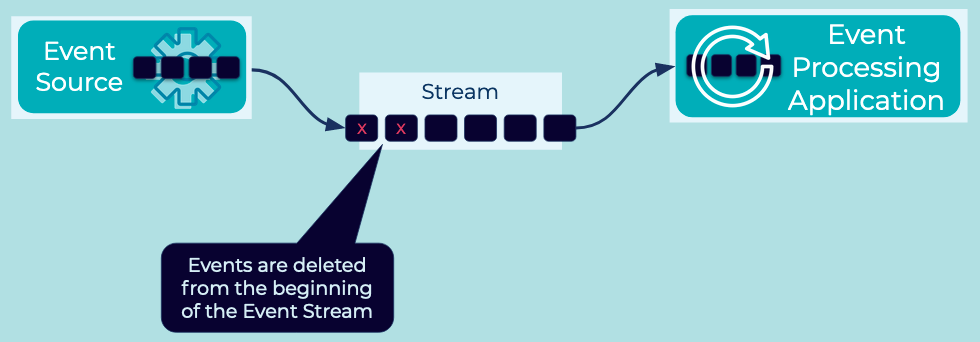 Event
Source
Stream
x x
Event
Processing
Application
Events are deleted
from the beginning
of the Event Stream